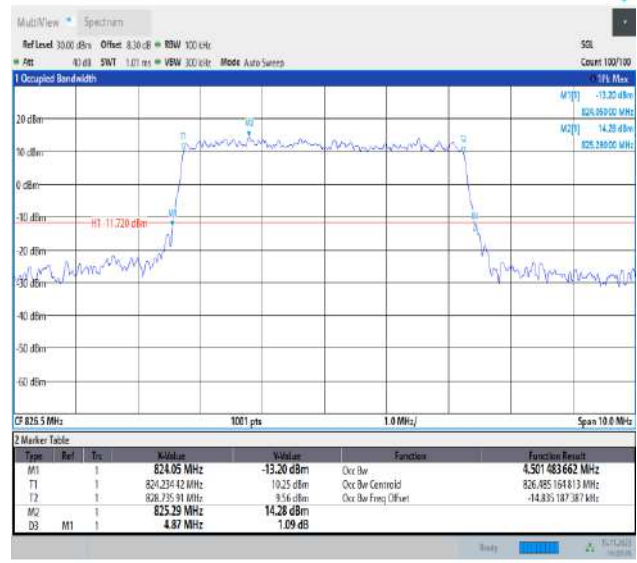 MultiView Spectrum
Ref Level 30.00 dBm Offset 8.30 dB RBW 100 kHz SGL
Att 40 dB SWT 1.01 ms VBW 300 kHz Mode Auto Sweep Count 100/100
1 Occupied Bandwidth 1Pk Max
M1[1] -13.20 dBm
824.05000 MHz
M2[1] 14.28 dBm
20 dBm
M2
T1
10 dBm
0 dBm
-10 dBm
M1
H1 -11.720 dBm
-20 dBm
-30 dBm
-40 dBm
-50 dBm
-60 dBm
CF 826.5 MHz 1001 pts 1.0 MHz/ Span 10.0 MHz
2 Marker Table
Type Ref Trc X-Value Y-Value Function Function Result
M1 1 824.05 MHz -13.20 dBm Occ Bw 4.501 483 662 MHz
T1 1 824.234 42 MHz 10.25 dBm Occ Bw Centroid 826.485 164 813 MHz
T2 1 828.735 91 MHz 9.56 dBm Occ Bw Freq Offset -14.835 187 387 kHz
M2 1 825.29 MHz 14.28 dBm
D3 M1 1 4.87 MHz 1.09 dB
Ready